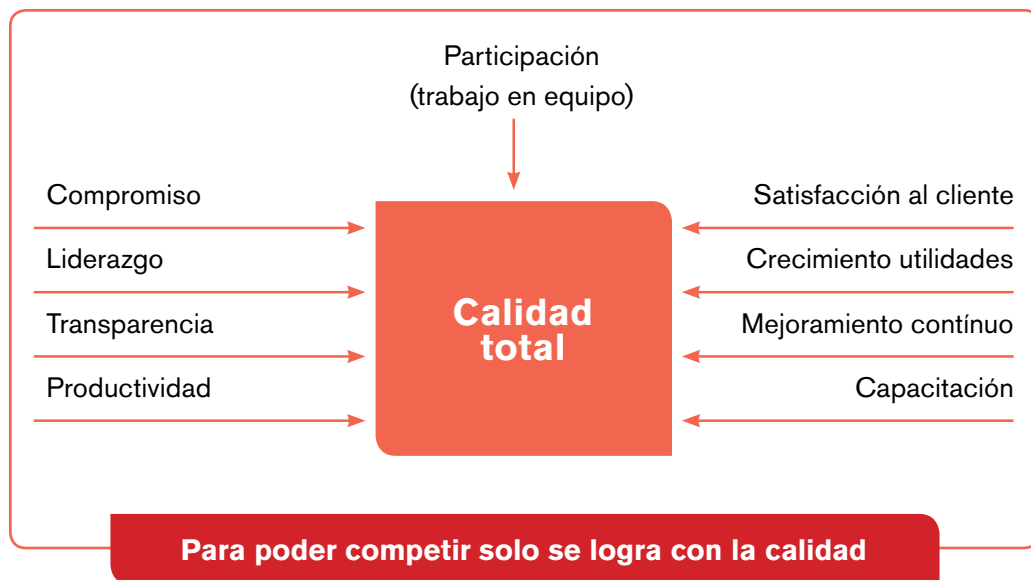 Participación
(trabajo en equipo)
Compromiso
Liderazgo
Transparencia
Productividad
Calidad
total
Satisfacción al cliente
Crecimiento utilidades
Mejoramiento contínuo
Capacitación
Para poder competir solo se logra con la calidad